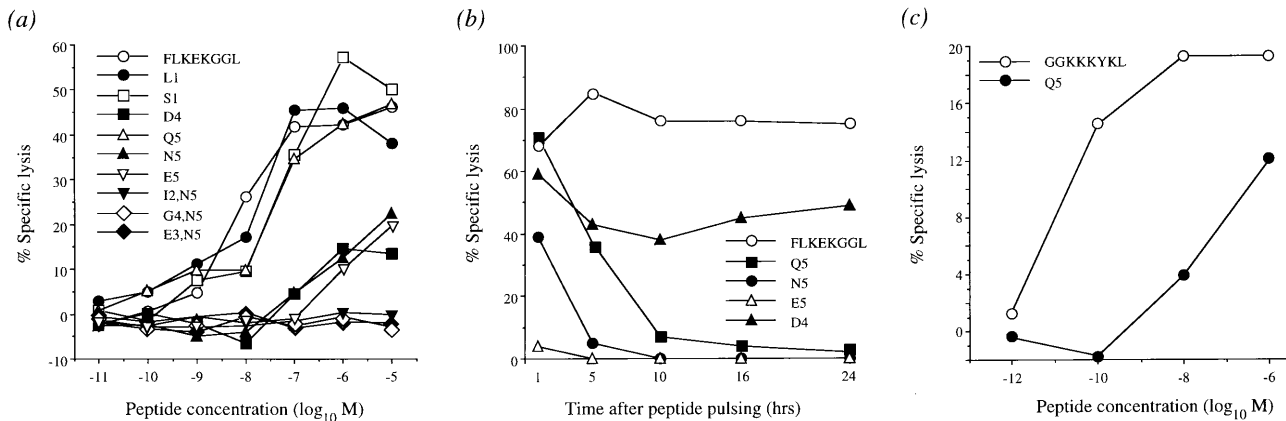 (a)
% Specific lysis
60
50
40
30
20
10
0
-10
FLKEKGGL
L1
S1
D4
Q5
N5
E5
I2,N5
G4,N5
E3,N5
-11 -10 -9 -8 -7 -6 -5
Peptide concentration (log10 M)
(b)
% Specific lysis
100
80
60
40
20
0
FLKEKGGL
Q5
N5
E5
D4
1 5 10 16 24
Time after peptide pulsing (hrs)
(c)
% Specific lysis
20
16
12
8
4
0
GGKKKYKL
Q5
-12 -10 -8 -6
Peptide concentration (log10 M)